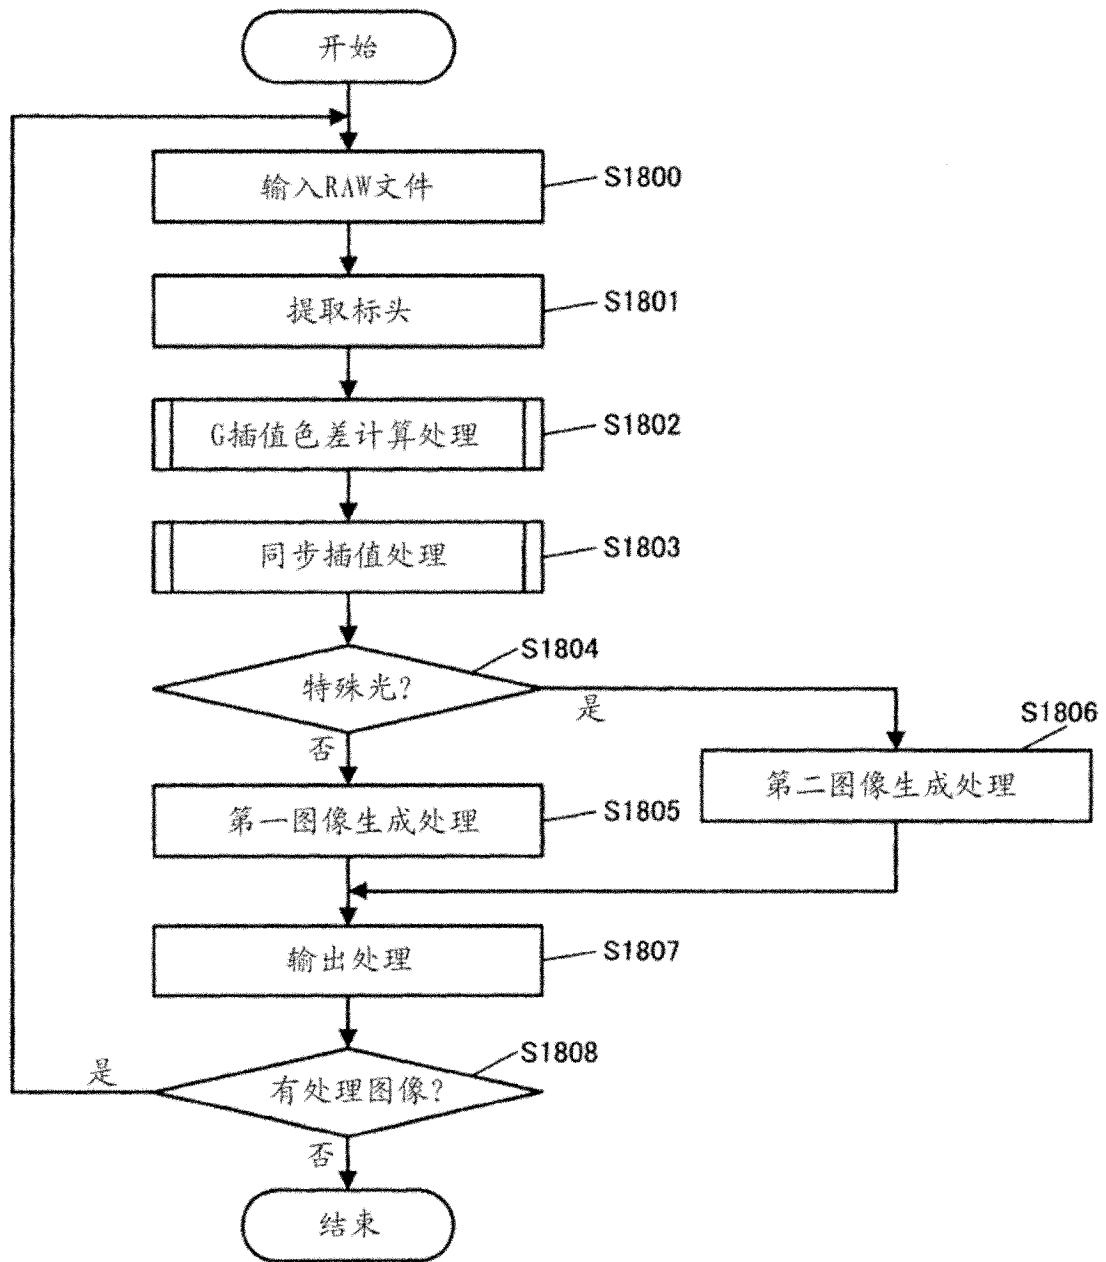 开始
输入RAW文件
S1800
提取标头
S1801
G插值色差计算处理
S1802
同步插值处理
S1803
S1804
特殊光?
是
否
S1806
第二图像生成处理
第一图像生成处理
S1805
输出处理
S1807
S1808
有处理图像?
是
否
结束